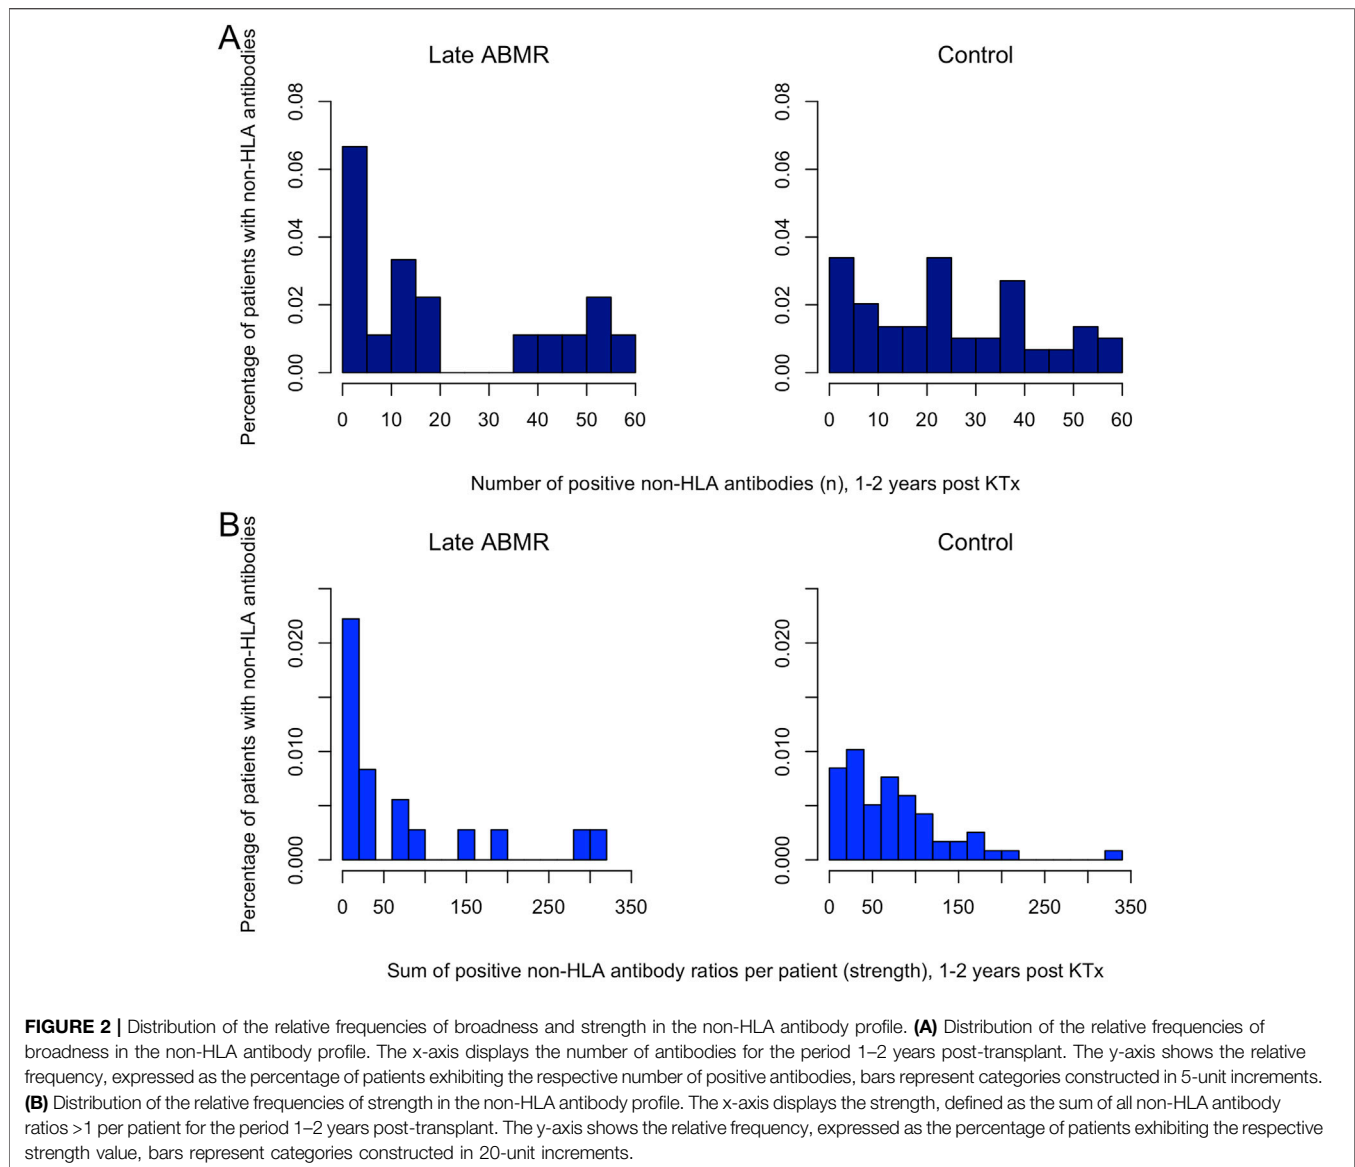 A
Percentage of patients with non-HLA antibodies
Late ABMR
0.00 0.02 0.04 0.06 0.08
0 10 20 30 40 50 60
Control
0.00 0.02 0.04 0.06 0.08
0 10 20 30 40 50 60
Number of positive non-HLA antibodies (n), 1-2 years post KTx
B
Percentage of patients with non-HLA antibodies
Late ABMR
0.000 0.010 0.020
0 50 150 250 350
Control
0.000 0.010 0.020
0 50 150 250 350
Sum of positive non-HLA antibody ratios per patient (strength), 1-2 years post KTx
FIGURE 2 | Distribution of the relative frequencies of broadness and strength in the non-HLA antibody profile. (A) Distribution of the relative frequencies of
broadness in the non-HLA antibody profile. The x-axis displays the number of antibodies for the period 1–2 years post-transplant. The y-axis shows the relative
frequency, expressed as the percentage of patients exhibiting the respective number of positive antibodies, bars represent categories constructed in 5-unit increments.
(B) Distribution of the relative frequencies of strength in the non-HLA antibody profile. The x-axis displays the strength, defined as the sum of all non-HLA antibody
ratios >1 per patient for the period 1–2 years post-transplant. The y-axis shows the relative frequency, expressed as the percentage of patients exhibiting the respective
strength value, bars represent categories constructed in 20-unit increments.